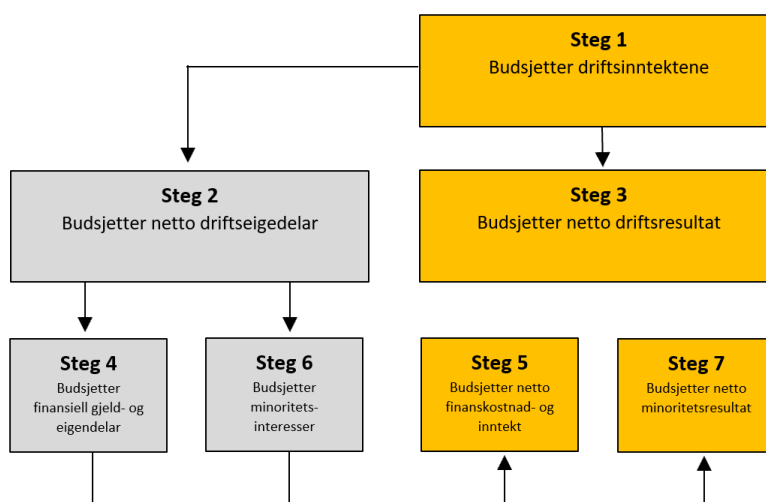 Steg 1
Budsjetter driftsinntektene
Steg 2
Budsjetter netto driftseigedelar
Steg 3
Budsjetter netto driftsresultat
Steg 4
Budsjetter
finansiell gjeld- og
eigendelar
Steg 6
Budsjetter
minoritets-
interesser
Steg 5
Budsjetter netto
finanskostnad- og
inntekt
Steg 7
Budsjetter netto
minoritetsresultat